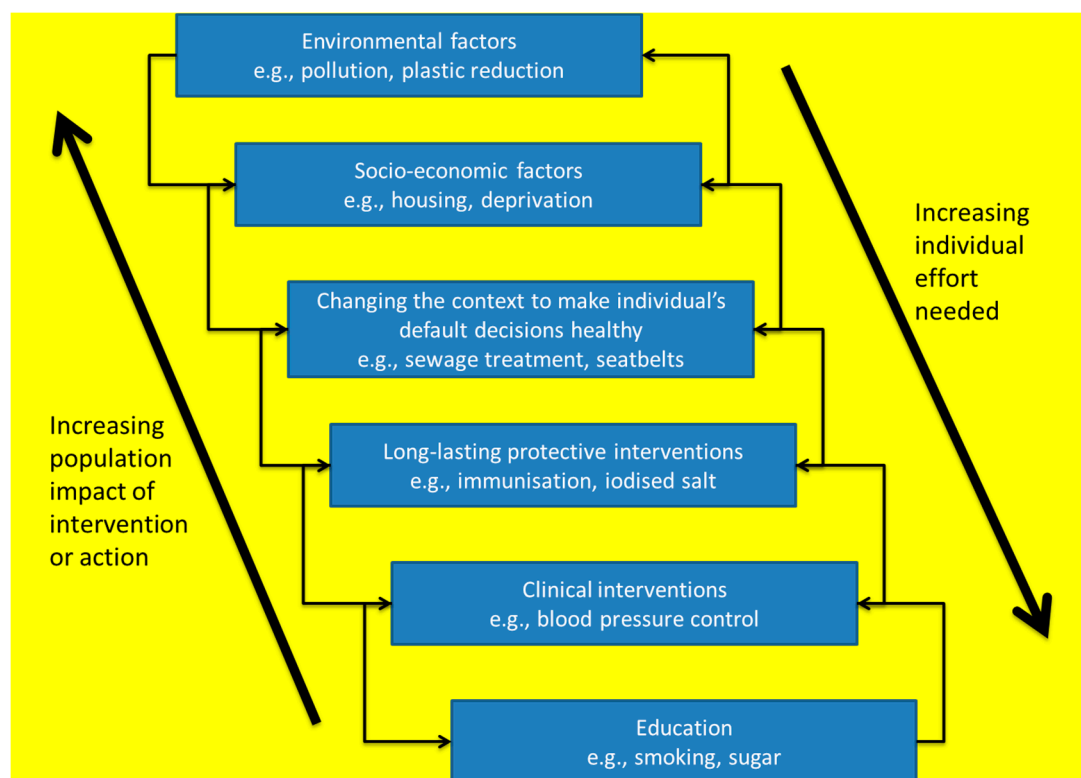 Environmental factors
e.g., pollution, plastic reduction
Socio-economic factors
e.g., housing, deprivation
Increasing
individual
effort
needed
Changing the context to make individual’s
default decisions healthy
e.g., sewage treatment, seatbelts
Increasing
population
impact of
intervention
or action
Long-lasting protective interventions
e.g., immunisation, iodised salt
Clinical interventions
e.g., blood pressure control
Education
e.g., smoking, sugar